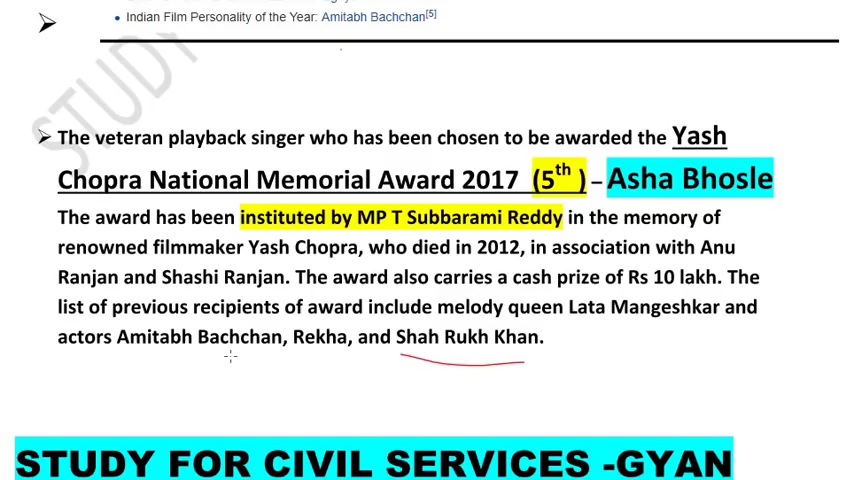 • Indian Film Personality of the Year: Amitabh Bachchan[5]
STUDY
➢ The veteran playback singer who has been chosen to be awarded the Yash
Chopra National Memorial Award 2017 (5th ) – Asha Bhosle
The award has been instituted by MP T Subbarami Reddy in the memory of
renowned filmmaker Yash Chopra, who died in 2012, in association with Anu
Ranjan and Shashi Ranjan. The award also carries a cash prize of Rs 10 lakh. The
list of previous recipients of award include melody queen Lata Mangeshkar and
actors Amitabh Bachchan, Rekha, and Shah Rukh Khan.
STUDY FOR CIVIL SERVICES -GYAN